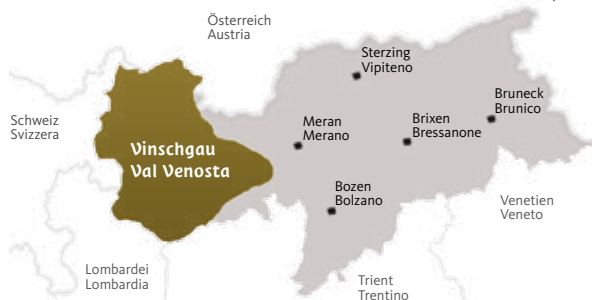 Österreich
Austria
Sterzing
Vipiteno
Bruneck
Brunico
Schweiz
Svizzera
Meran
Merano
Brixen
Bressanone
Vinschgau
Val Venosta
Bozen
Bolzano
Venetien
Veneto
Lombardei
Lombardia
Trient
Trentino